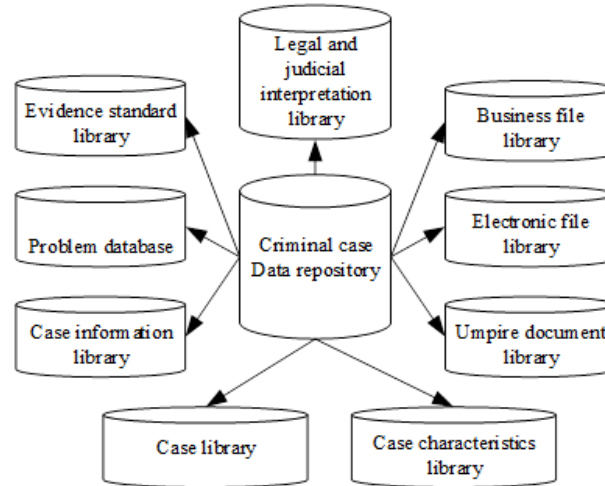 Legal and
judicial
interpretation
library
Evidence standard
library
Business file
library
Problem database
Criminal case
Data repository
Electronic file
library
Case information
library
Umpire document
library
Case library
Case characteristics
library